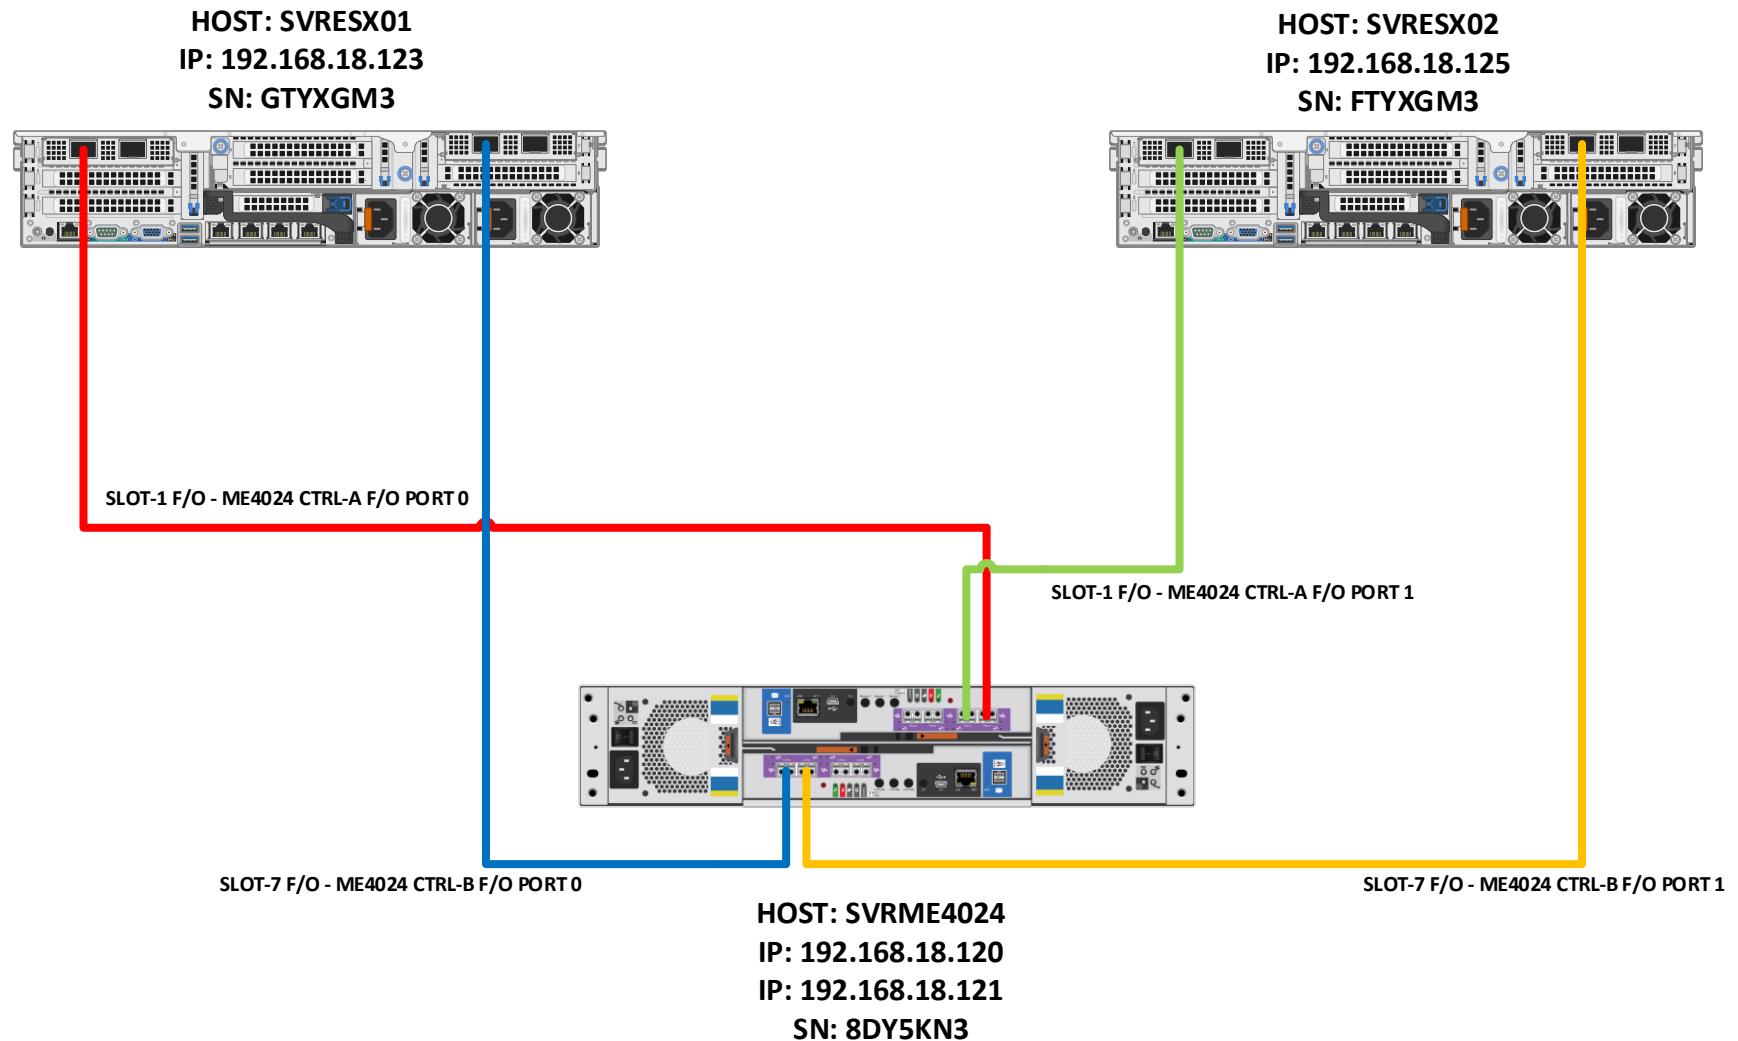 HOST: SVRESX01
IP: 192.168.18.123
SN: GTYXGM3
HOST: SVRESX02
IP: 192.168.18.125
SN: FTYXGM3
SLOT-1 F/O - ME4024 CTRL-A F/O PORT 0
SLOT-1 F/O - ME4024 CTRL-A F/O PORT 1
SLOT-7 F/O - ME4024 CTRL-B F/O PORT 0
SLOT-7 F/O - ME4024 CTRL-B F/O PORT 1
HOST: SVRME4024
IP: 192.168.18.120
IP: 192.168.18.121
SN: 8DY5KN3